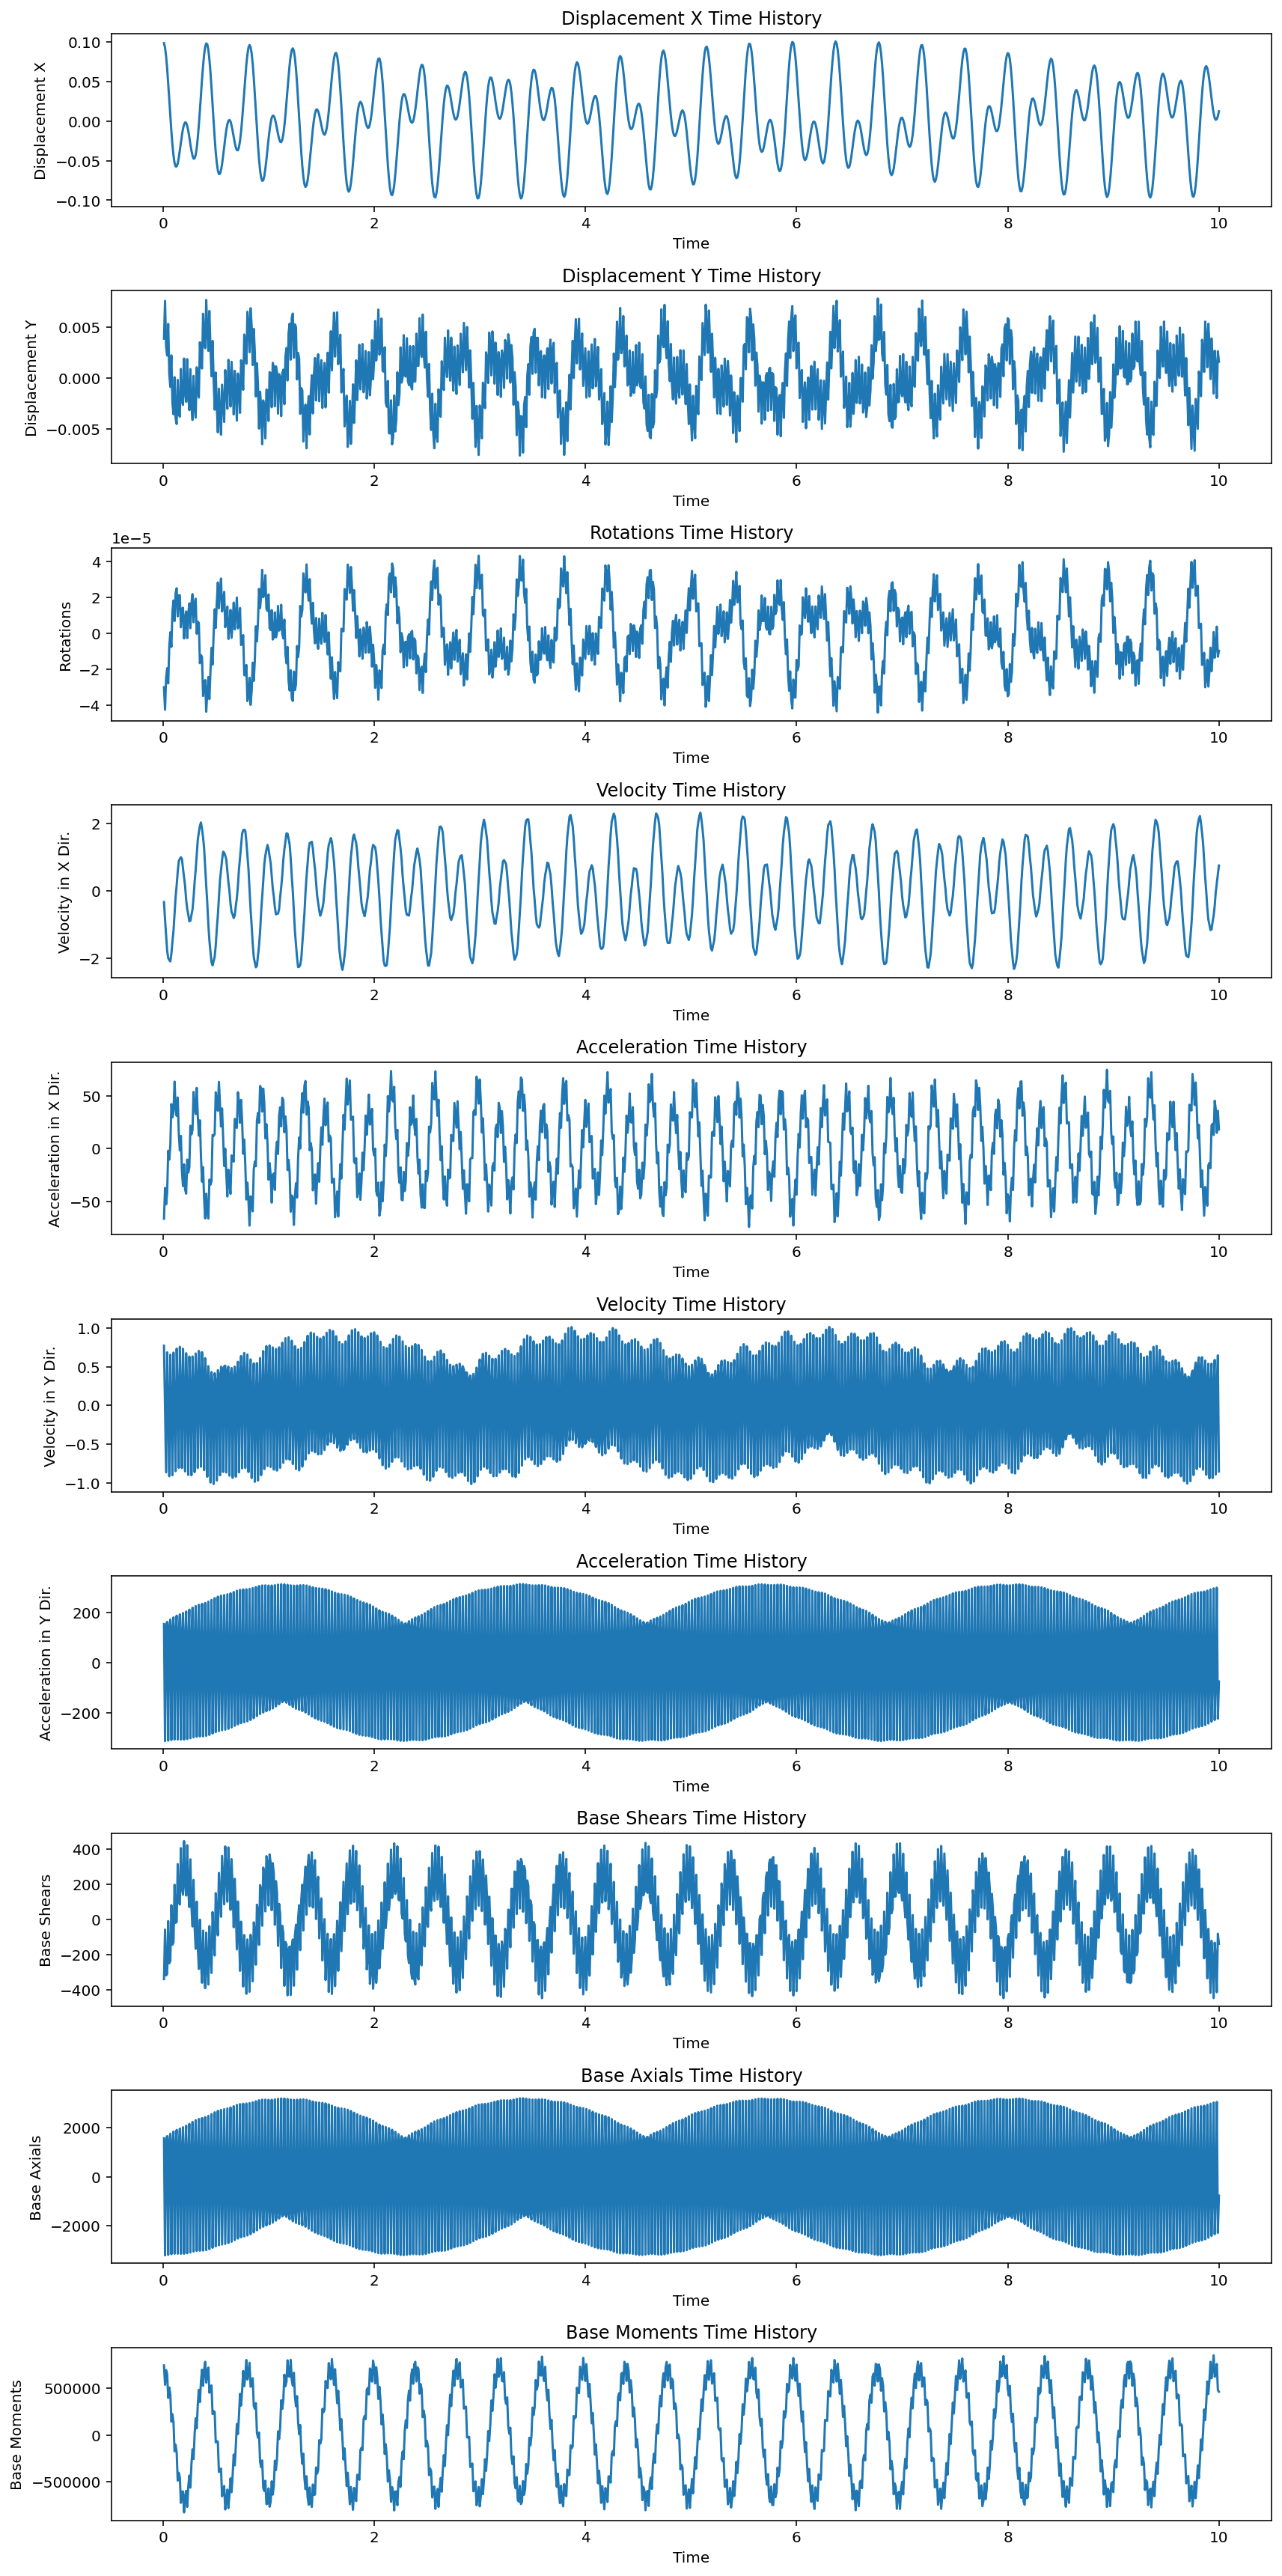 Displacement X Time History
Displacement X
0.10
0.05
0.00
−0.05
−0.10
0 2 4 6 8 10
Time
Displacement Y Time History
Displacement Y
0.005
0.000
−0.005
0 2 4 6 8 10
Time
Rotations Time History
1e−5
Rotations
4
2
0
−2
−4
0 2 4 6 8 10
Time
Velocity Time History
Velocity in X Dir.
2
0
−2
0 2 4 6 8 10
Time
Acceleration Time History
Acceleration in X Dir.
50
0
−50
0 2 4 6 8 10
Time
Velocity Time History
Velocity in Y Dir.
1.0
0.5
0.0
−0.5
−1.0
0 2 4 6 8 10
Time
Acceleration Time History
Acceleration in Y Dir.
200
0
−200
0 2 4 6 8 10
Time
Base Shears Time History
Base Shears
400
200
0
−200
−400
0 2 4 6 8 10
Time
Base Axials Time History
Base Axials
2000
0
−2000
0 2 4 6 8 10
Time
Base Moments Time History
Base Moments
500000
0
−500000
0 2 4 6 8 10
Time